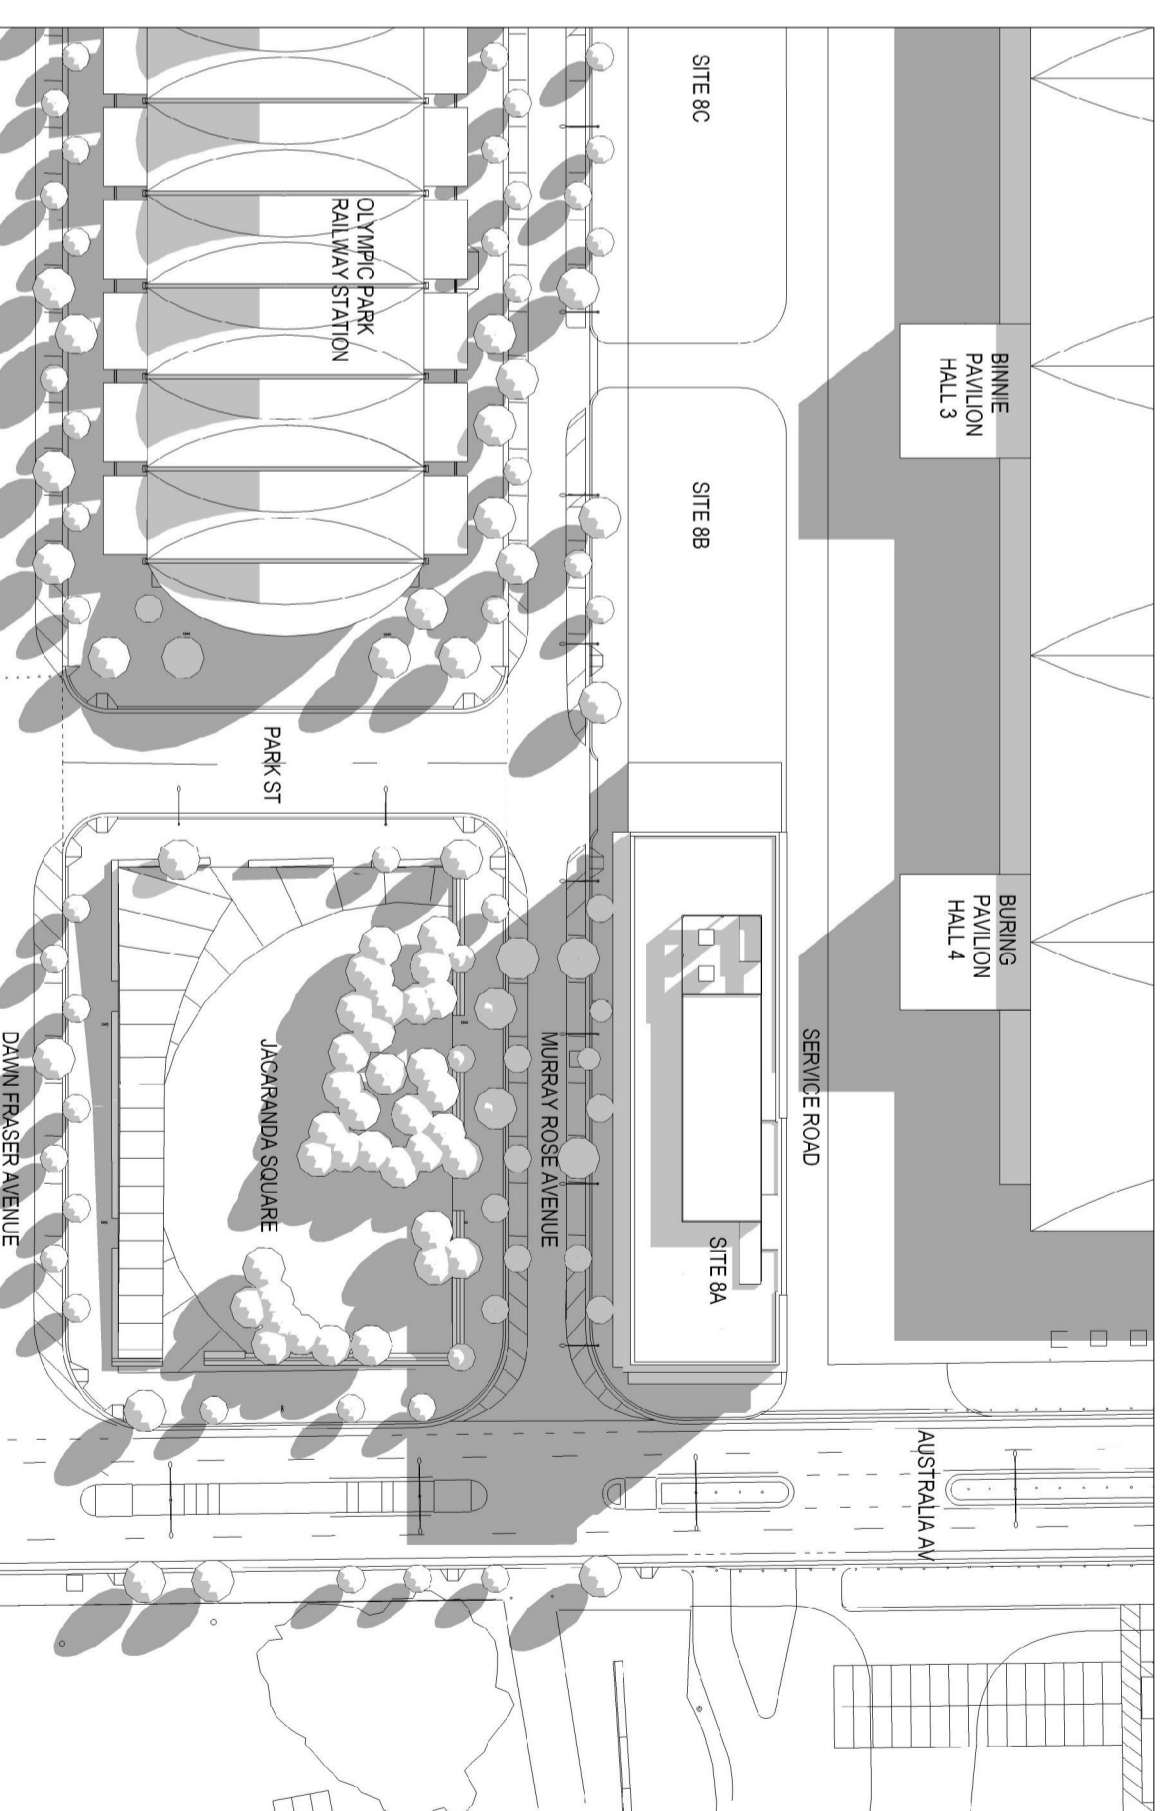 SITE 8C
OLYMPIC PARK
RAILWAY STATION
BINNIE
PAVILION
HALL 3
SITE 8B
PARK ST
BURING
PAVILION
HALL 4
SERVICE ROAD
MURRAY ROSE AVENUE
JACARANDA SQUARE
DAWN FRASER AVENUE
SITE 8A
AUSTRALIA AV